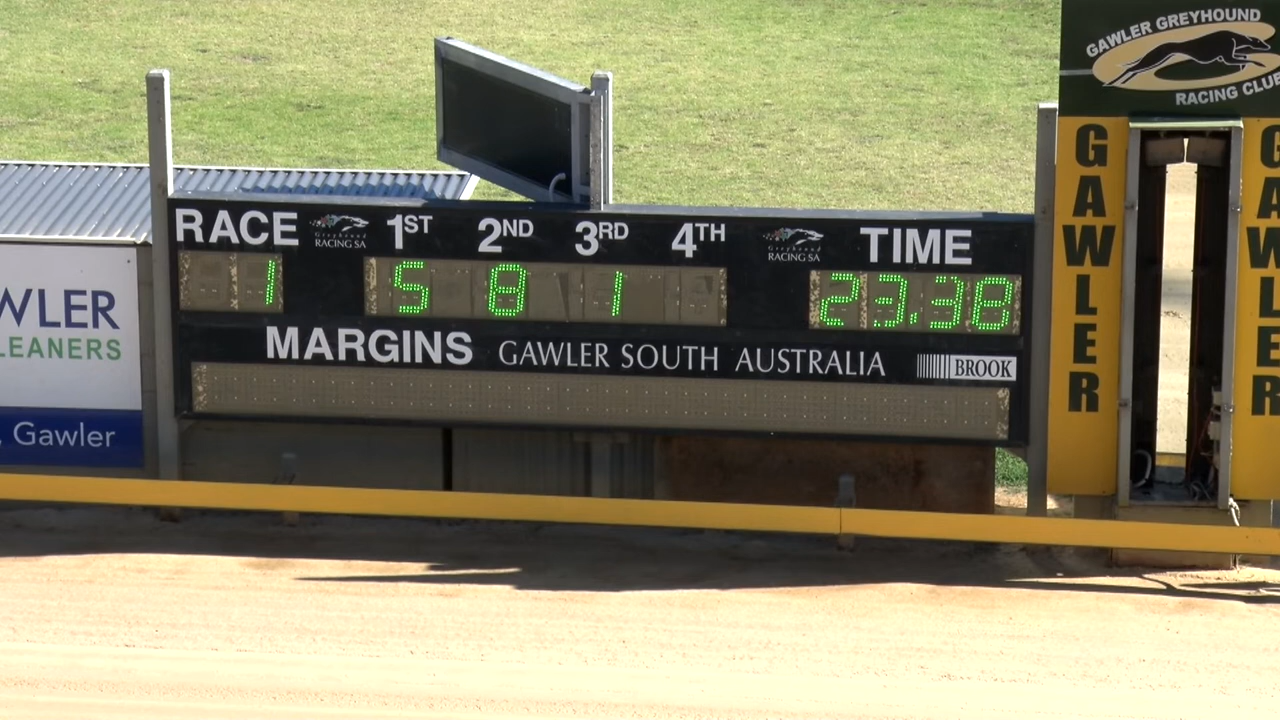 GAWLER GREYHOUND
RACING CLUB
RACE 1ST 2ND 3RD 4TH TIME
Greyhound RACING SA
Greyhound RACING SA
1 5 8 1 23.38
MARGINS GAWLER SOUTH AUSTRALIA BROOK
WLER
LEANERS
, Gawler
GAWLER
GAWLER